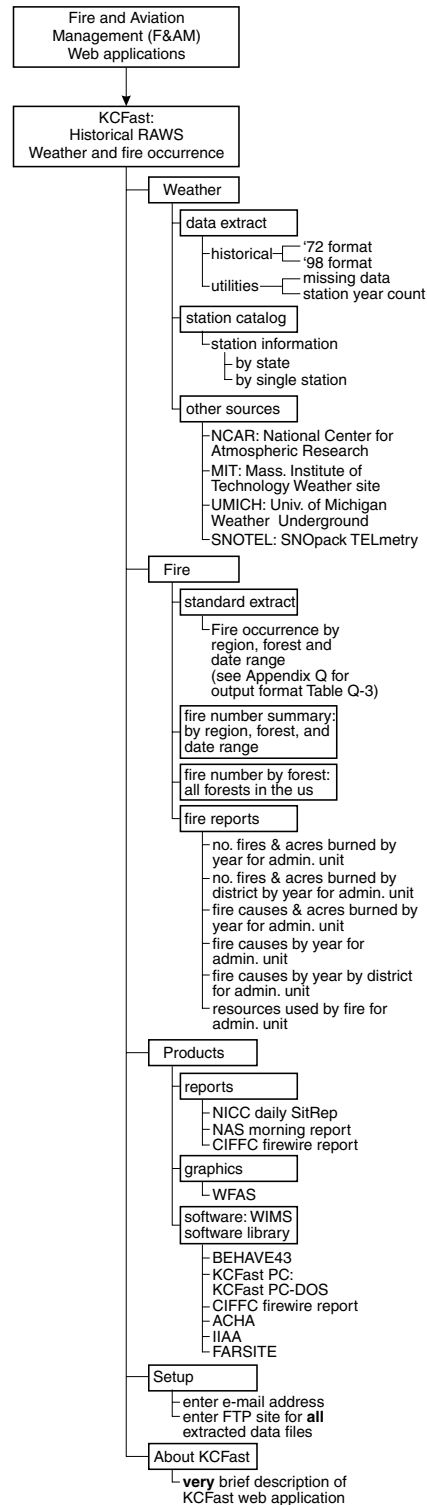 Fire and Aviation
Management (F&AM)
Web applications
KCFast:
Historical RAWS
Weather and fire occurrence
Weather
data extract
historical
‘72 format
‘98 format
utilities
missing data
station year count
station catalog
station information
by state
by single station
other sources
NCAR: National Center for
Atmospheric Research
MIT: Mass. Institute of
Technology Weather site
UMICH: Univ. of Michigan
Weather Underground
SNOTEL: SNOpack TELmetry
Fire
standard extract
Fire occurrence by
region, forest and
date range
(see Appendix Q for
output format Table Q-3)
fire number summary:
by region, forest, and
date range
fire number by forest:
all forests in the us
fire reports
no. fires & acres burned by
year for admin. unit
no. fires & acres burned by
district by year for admin. unit
fire causes & acres burned by
year for admin. unit
fire causes by year for
admin. unit
fire causes by year by district
for admin. unit
resources used by fire for
admin. unit
Products
reports
NICC daily SitRep
NAS morning report
CIFFC firewire report
graphics
WFAS
software: WIMS
software library
BEHAVE43
KCFast PC:
KCFast PC-DOS
CIFFC firewire report
ACHA
IIAA
FARSITE
Setup
enter e-mail address
enter FTP site for all
extracted data files
About KCFast
very brief description of
KCFast web application